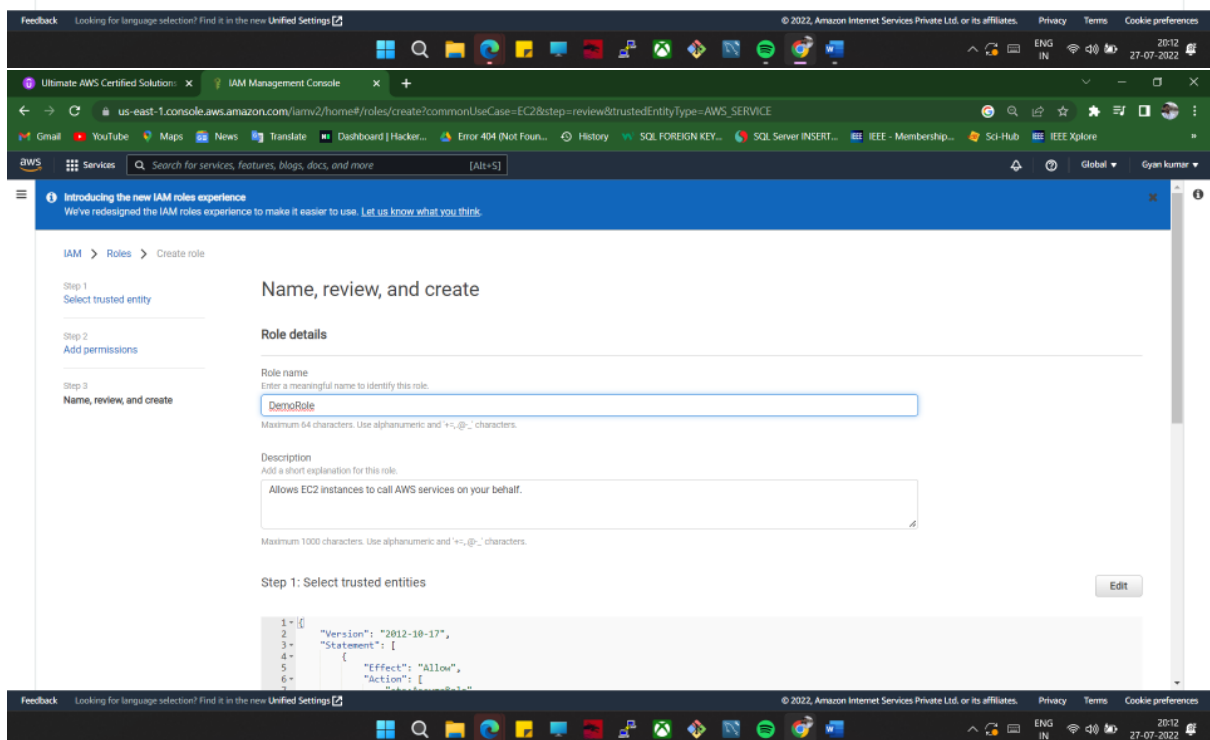 Feedback Looking for language selection? Find it in the new Unified Settings © 2022, Amazon Internet Services Private Ltd. or its affiliates. Privacy Terms Cookie preferences
ENG 20:12
IN 27-07-2022
Ultimate AWS Certified Solutions IAM Management Console
us-east-1.console.aws.amazon.com/iamv2/home#/roles/create?commonUseCase=EC2&step=review&trustedEntityType=AWS_SERVICE
Gmail YouTube Maps News Translate Dashboard | Hacker... Error 404 (Not Foun... History SQL FOREIGN KEY... SQL Server INSERT... IEEE - Membership... Sci-Hub IEEE Xplore »
aws Services Search for services, features, blogs, docs, and more [Alt+S] Global Gyan kumar
Introducing the new IAM roles experience
We've redesigned the IAM roles experience to make it easier to use. Let us know what you think.
IAM > Roles > Create role
Step 1
Select trusted entity
Name, review, and create
Step 2
Add permissions
Role details
Step 3
Name, review, and create
Role name
Enter a meaningful name to identify this role.
DemoRole
Maximum 64 characters. Use alphanumeric and '+=,.@-_' characters.
Description
Add a short explanation for this role.
Allows EC2 instances to call AWS services on your behalf.
Maximum 1000 characters. Use alphanumeric and '+=,.@-_' characters.
Step 1: Select trusted entities Edit
1 {
2 "Version": "2012-10-17",
3 "Statement": [
4 {
5 "Effect": "Allow",
6 "Action": [
Feedback Looking for language selection? Find it in the new Unified Settings © 2022, Amazon Internet Services Private Ltd. or its affiliates. Privacy Terms Cookie preferences
ENG 20:12
IN 27-07-2022